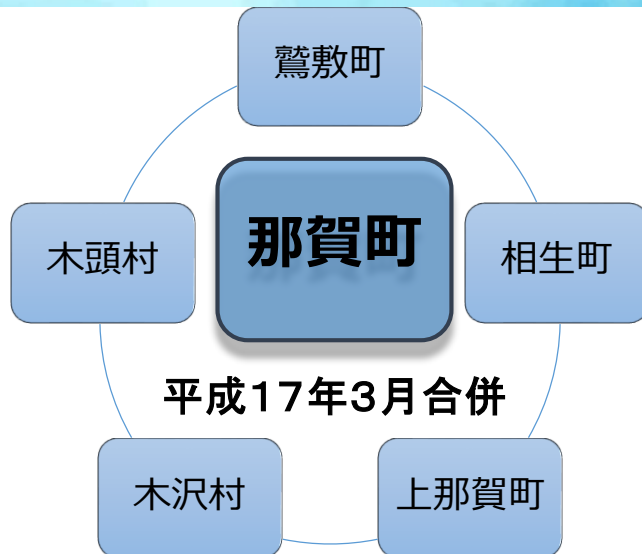 鷲敷町
那賀町
木頭村
相生町
平成17年3月合併
木沢村
上那賀町